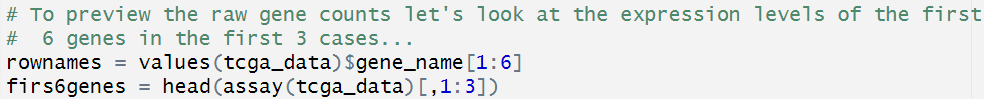 # To preview the raw gene counts let's look at the expression levels of the first
#  6 genes in the first 3 cases...
rownames = values(tcga_data)$gene_name[1:6]
firs6genes = head(assay(tcga_data)[,1:3])